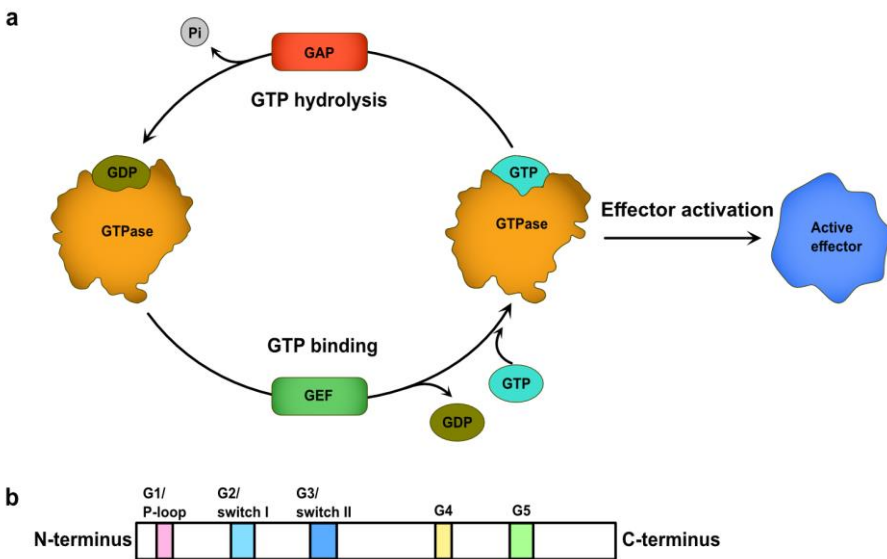 a
Pi
GAP
GTP hydrolysis
GDP
GTPase
GTP
GTPase
Effector activation
Active
effector
GTP binding
GEF
GTP
GDP
b
G1/
P-loop
G2/
switch I
G3/
switch II
G4
G5
N-terminus
C-terminus